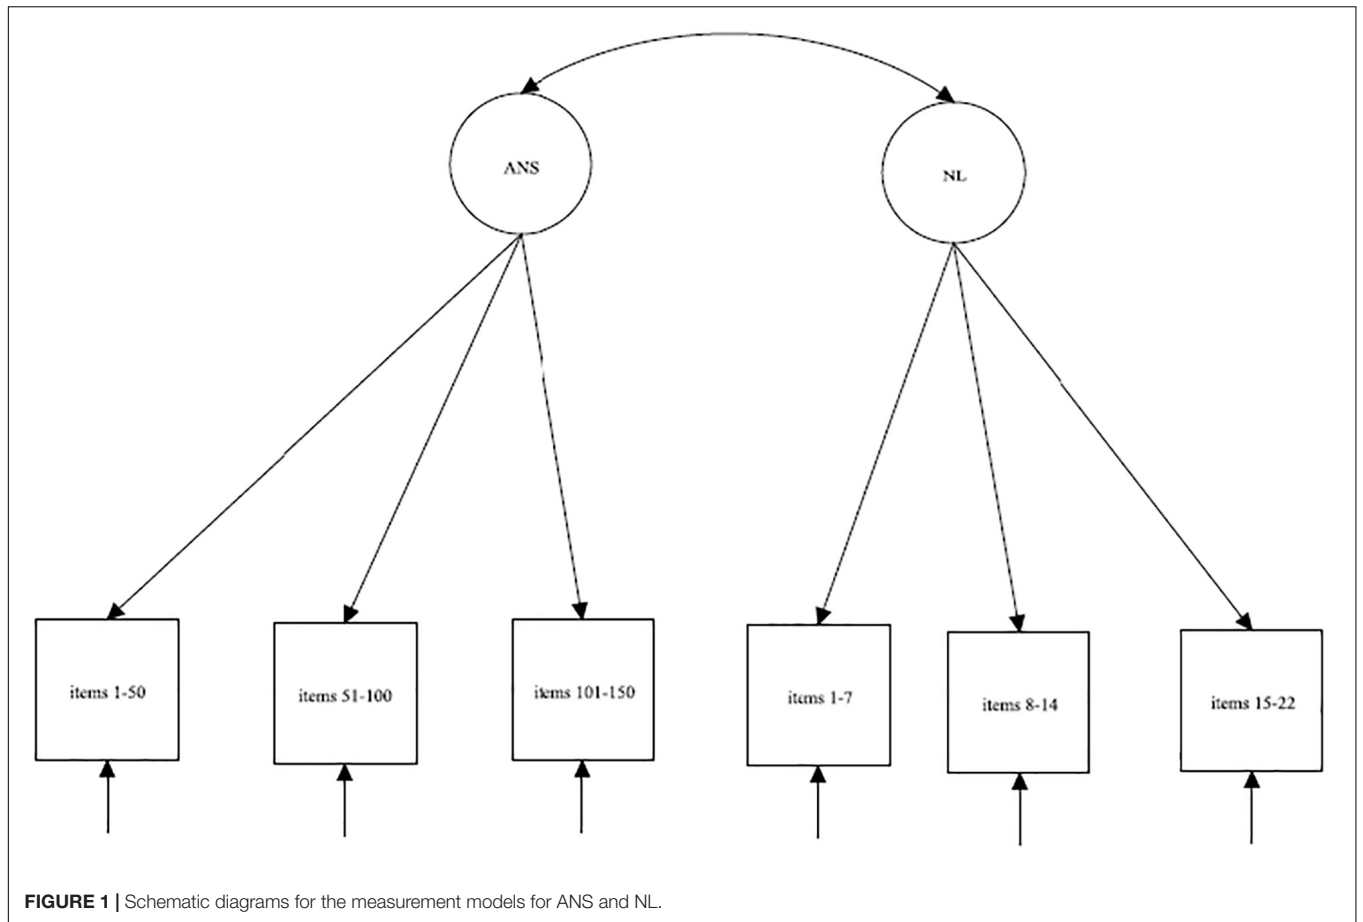 ANS
NL
items 1-50
items 51-100
items 101-150
items 1-7
items 8-14
items 15-22
FIGURE 1 | Schematic diagrams for the measurement models for ANS and NL.